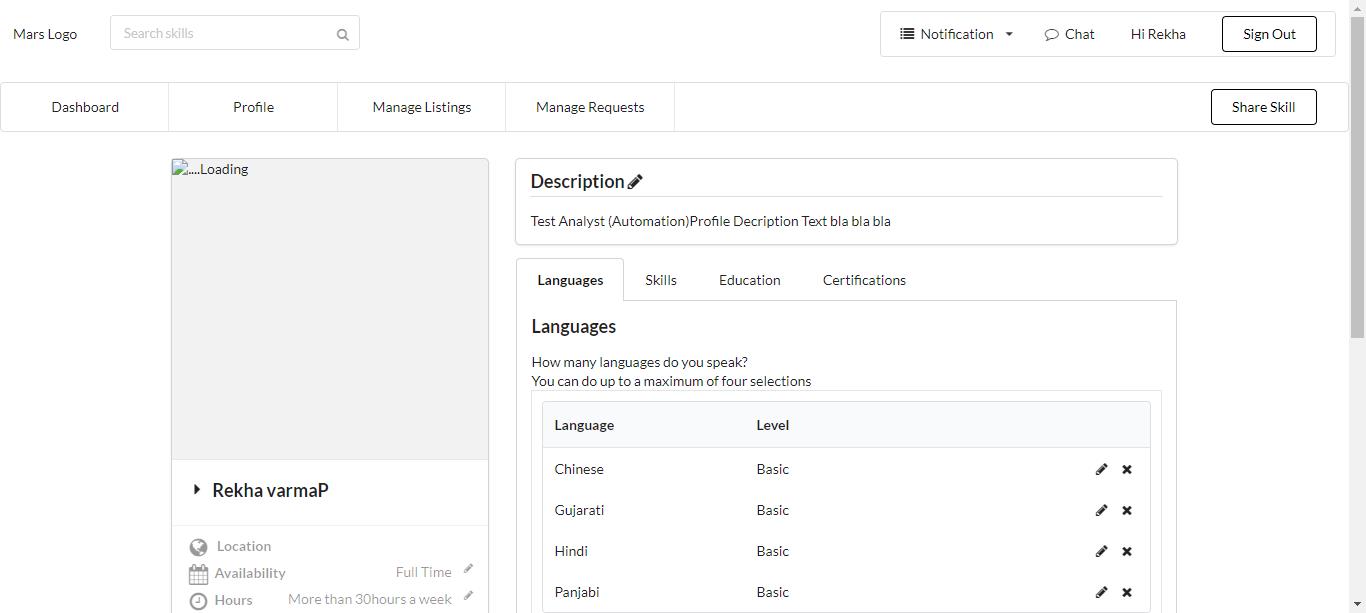 Mars Logo
Search skills
Notification
Chat
Hi Rekha
Sign Out
Dashboard
Profile
Manage Listings
Manage Requests
Share Skill
....Loading
Rekha varmaP
Location
Availability Full Time
Hours More than 30hours a week
Description
Test Analyst (Automation)Profile Decription Text bla bla bla
Languages Skills Education Certifications
Languages
How many languages do you speak?
You can do up to a maximum of four selections
Language Level
Chinese Basic
Gujarati Basic
Hindi Basic
Panjabi Basic